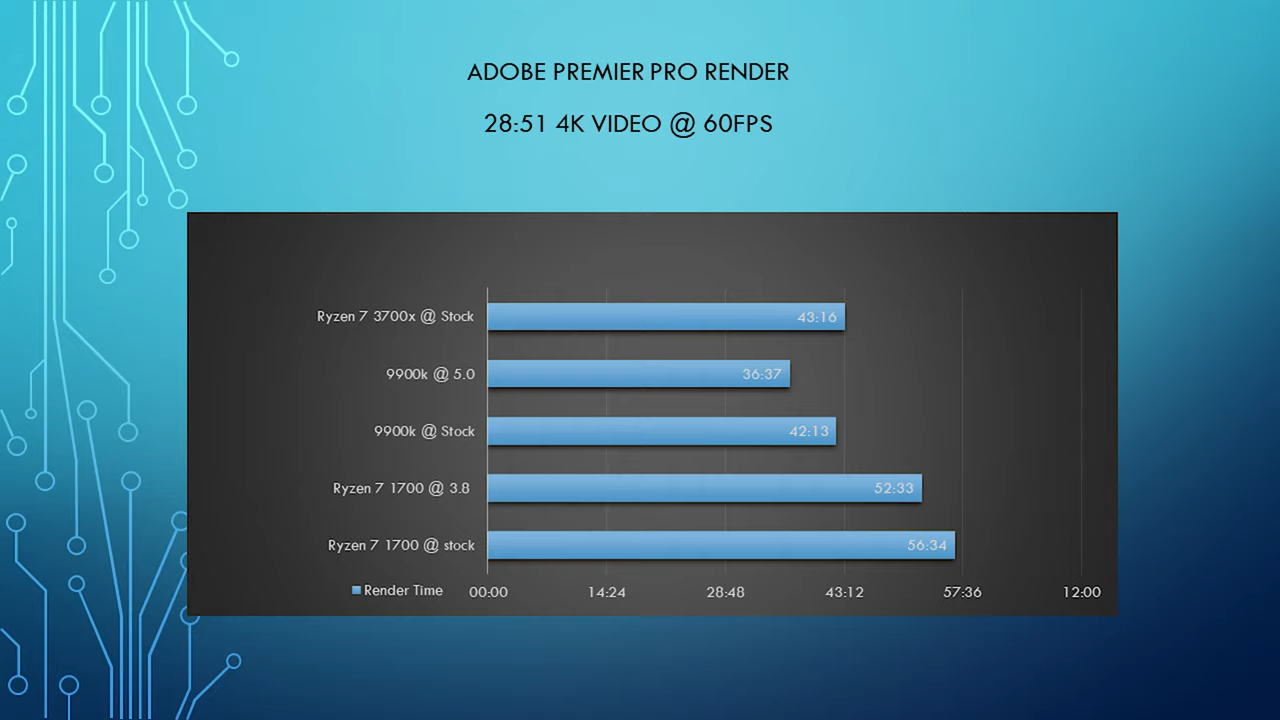 ADOBE PREMIER PRO RENDER
28:51 4K VIDEO @ 60FPS
Ryzen 7 3700x @ Stock 43:16
9900k @ 5.0 36:37
9900k @ Stock 42:13
Ryzen 7 1700 @ 3.8 52:33
Ryzen 7 1700 @ stock 56:34
Render Time 00:00 14:24 28:48 43:12 57:36 12:00